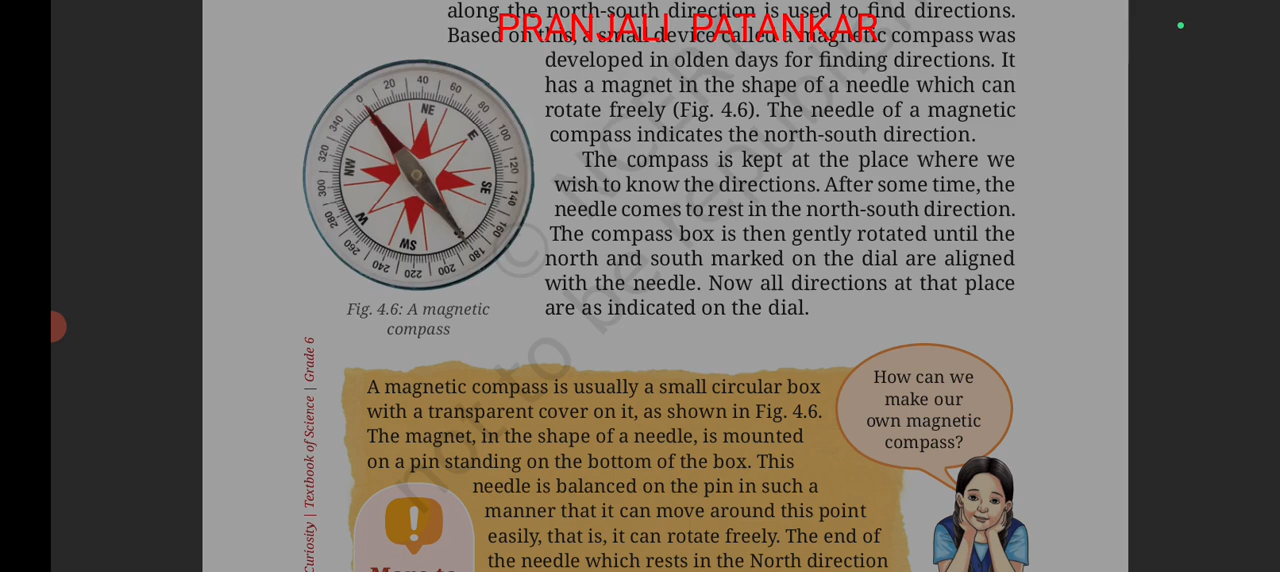 along the north-south direction is used to find directions.
PRANJALI PATANKAR
Based on this, a small device called a magnetic compass was
developed in olden days for finding directions. It
has a magnet in the shape of a needle which can
rotate freely (Fig. 4.6). The needle of a magnetic
compass indicates the north-south direction.
The compass is kept at the place where we
wish to know the directions. After some time, the
needle comes to rest in the north-south direction.
The compass box is then gently rotated until the
north and south marked on the dial are aligned
with the needle. Now all directions at that place
are as indicated on the dial.
0 20 40 60 80 100 120 140 160 180 200 220 240 260 280 300 320 340
NE E SE SW W NW
Fig. 4.6: A magnetic
compass
© NCERT
not to be republished
Curiosity | Textbook of Science | Grade 6
A magnetic compass is usually a small circular box
with a transparent cover on it, as shown in Fig. 4.6.
The magnet, in the shape of a needle, is mounted
on a pin standing on the bottom of the box. This
needle is balanced on the pin in such a
manner that it can move around this point
easily, that is, it can rotate freely. The end of
the needle which rests in the North direction
More to
How can we
make our
own magnetic
compass?